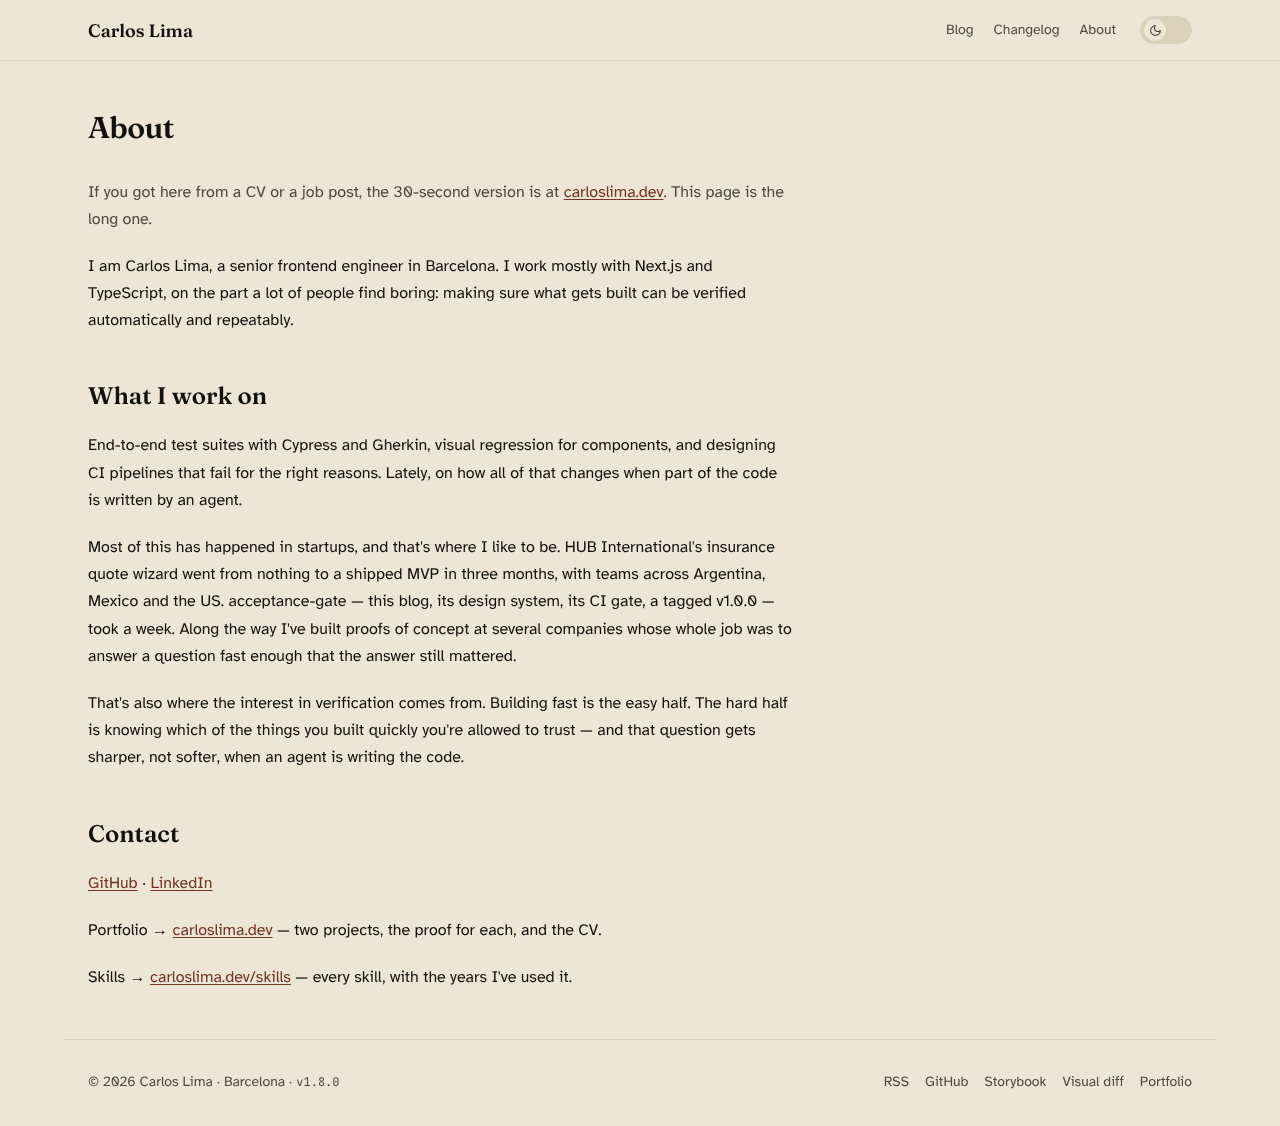 Carlos Lima
Blog Changelog About
About
If you got here from a CV or a job post, the 30-second version is at carloslima.dev. This page is the
long one.
I am Carlos Lima, a senior frontend engineer in Barcelona. I work mostly with Next.js and
TypeScript, on the part a lot of people find boring: making sure what gets built can be verified
automatically and repeatably.
What I work on
End-to-end test suites with Cypress and Gherkin, visual regression for components, and designing
CI pipelines that fail for the right reasons. Lately, on how all of that changes when part of the code
is written by an agent.
Most of this has happened in startups, and that's where I like to be. HUB International's insurance
quote wizard went from nothing to a shipped MVP in three months, with teams across Argentina,
Mexico and the US. acceptance-gate — this blog, its design system, its CI gate, a tagged v1.0.0 —
took a week. Along the way I've built proofs of concept at several companies whose whole job was to
answer a question fast enough that the answer still mattered.
That's also where the interest in verification comes from. Building fast is the easy half. The hard half
is knowing which of the things you built quickly you're allowed to trust — and that question gets
sharper, not softer, when an agent is writing the code.
Contact
GitHub · LinkedIn
Portfolio → carloslima.dev — two projects, the proof for each, and the CV.
Skills → carloslima.dev/skills — every skill, with the years I've used it.
© 2026 Carlos Lima · Barcelona · v1.8.0
RSS GitHub Storybook Visual diff Portfolio